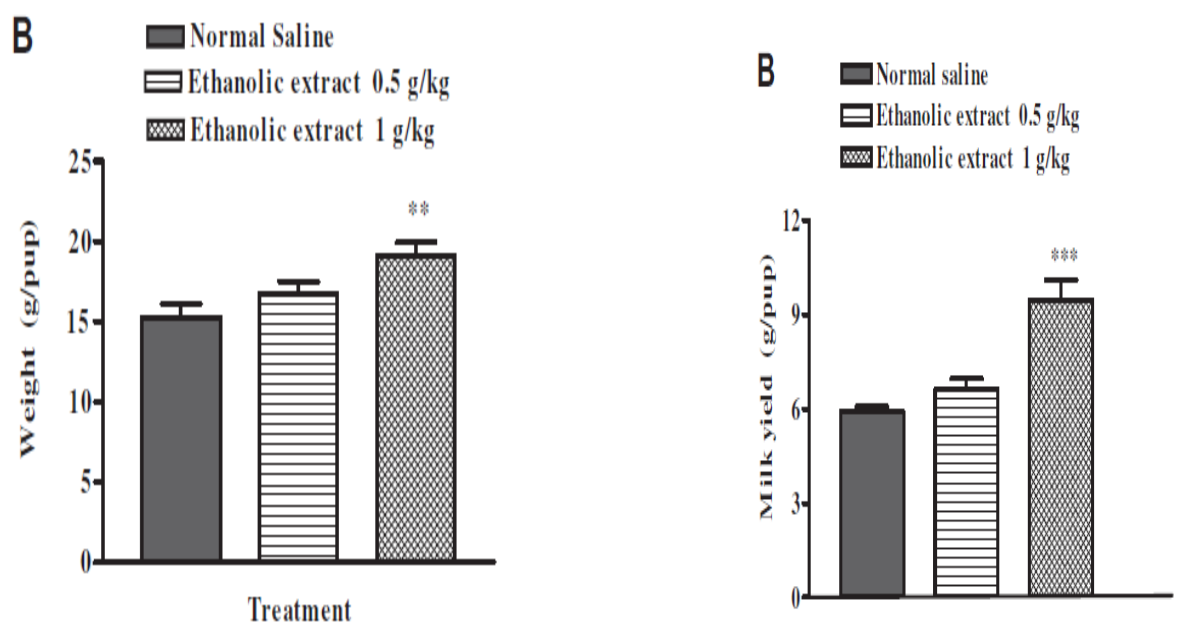 B
Normal Saline
Ethanolic extract 0.5 g/kg
Ethanolic extract 1 g/kg
25
20
15
10
5
0
Weight (g/pup)
**
Treatment
B
Normal saline
Ethanolic extract 0.5 g/kg
Ethanolic extract 1 g/kg
12
9
6
3
0
Milk yield (g/pup)
***